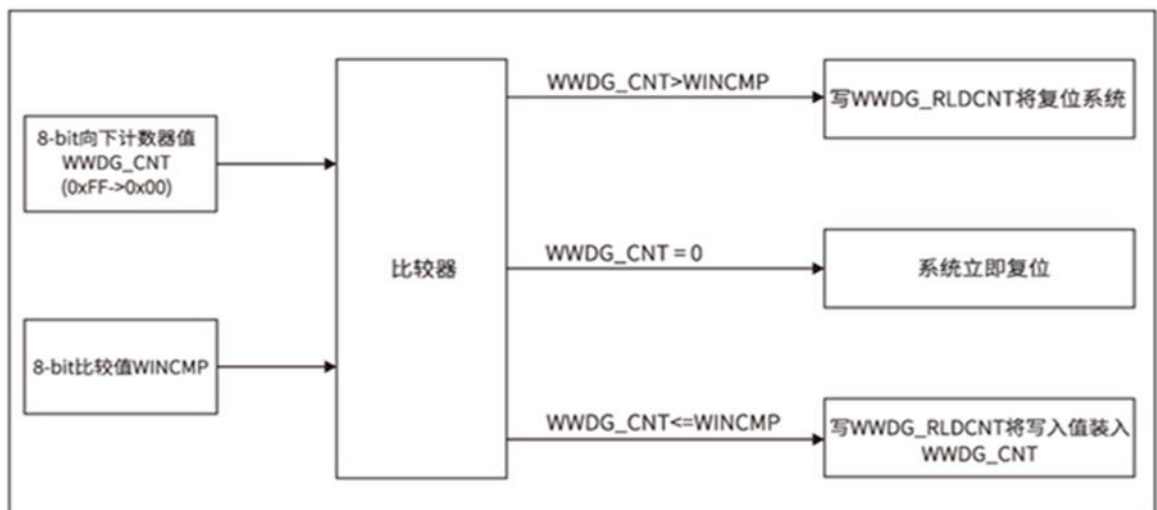 8-bit向下计数器值
WWDG_CNT
(0xFF->0x00)
8-bit比较值WINCMP
比较器
WWDG_CNT>WINCMP
写WWDG_RLDCNT将复位系统
WWDG_CNT = 0
系统立即复位
WWDG_CNT<=WINCMP
写WWDG_RLDCNT将写入值装入
WWDG_CNT